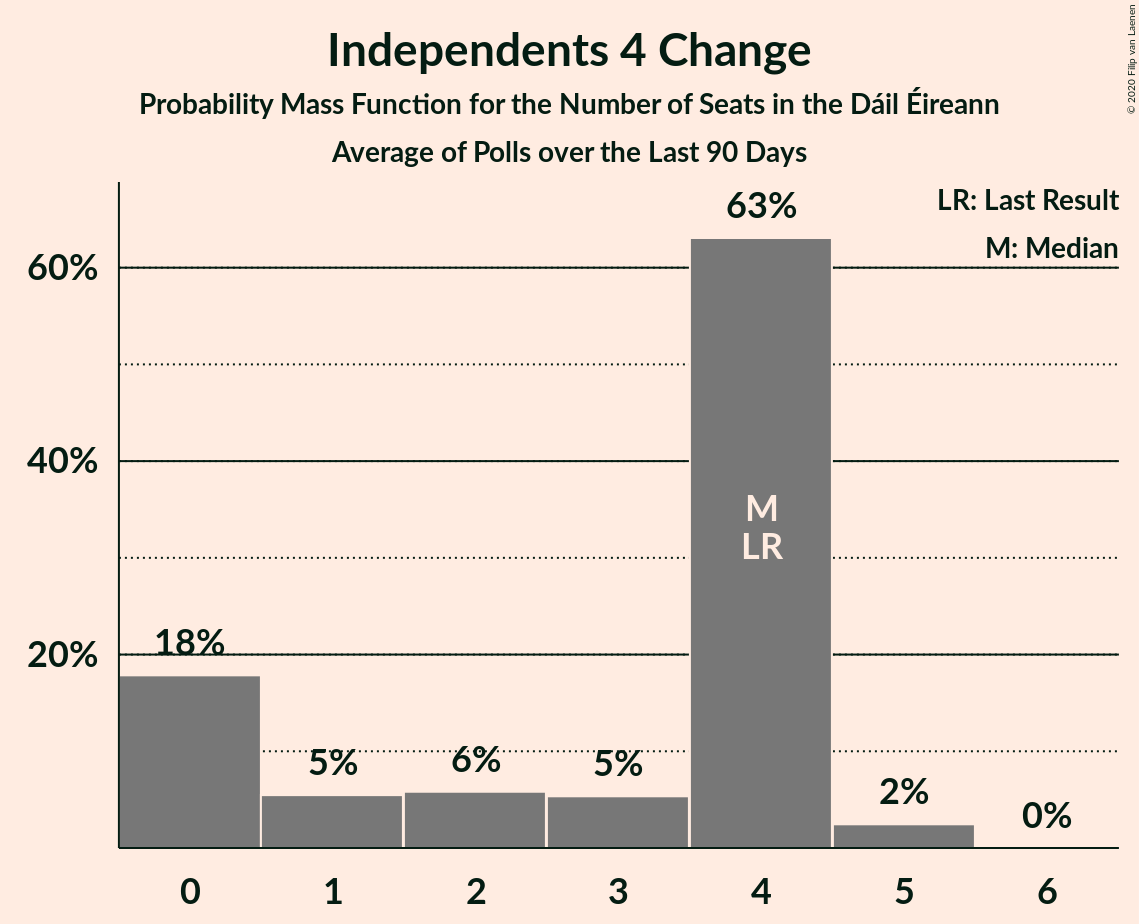 Independents 4 Change
Probability Mass Function for the Number of Seats in the Dáil Éireann
Average of Polls over the Last 90 Days
© 2020 Filip van Laenen
LR: Last Result
M: Median
60%
40%
20%
18%
5%
6%
5%
63%
M
LR
2%
0%
0 1 2 3 4 5 6